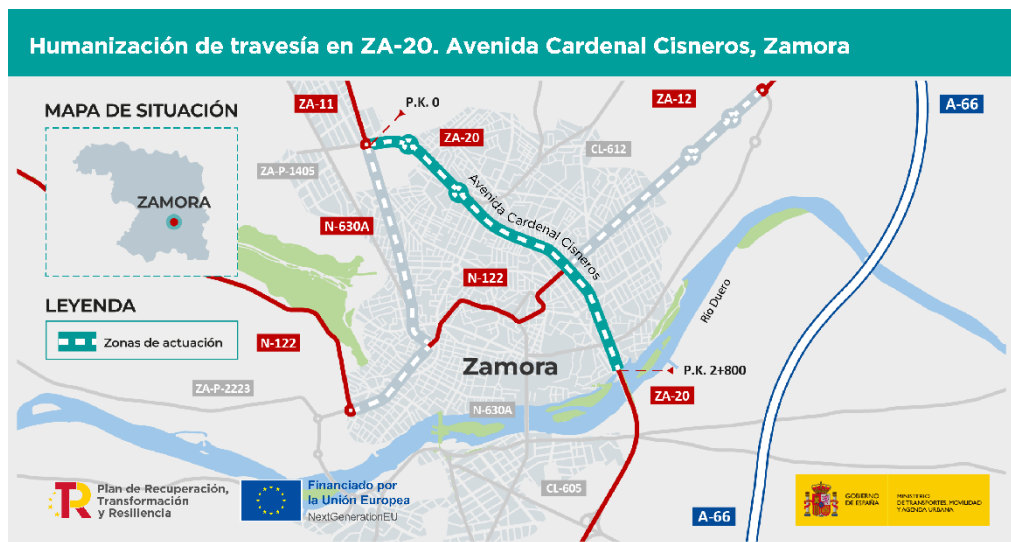 Humanización de travesía en ZA-20. Avenida Cardenal Cisneros, Zamora
MAPA DE SITUACIÓN
ZAMORA
LEYENDA
Zonas de actuación
ZA-11
P.K. 0
ZA-20
ZA-12
A-66
CL-612
ZA-P-1405
Avenida Cardenal Cisneros
N-630A
N-122
Río Duero
N-122
Zamora
P.K. 2+800
ZA-P-2223
ZA-20
N-630A
CL-605
A-66
Plan de Recuperación,
Transformación
y Resiliencia
Financiado por
la Unión Europea
NextGenerationEU
GOBIERNO
DE ESPAÑA
MINISTERIO
DE TRANSPORTES, MOVILIDAD
Y AGENDA URBANA